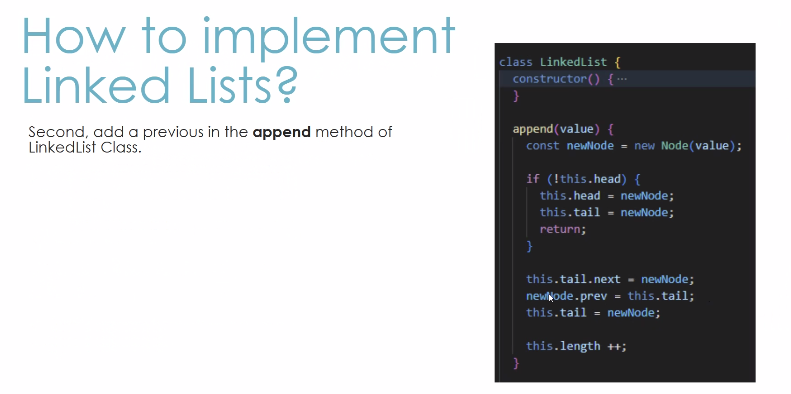 How to implement
Linked Lists?
Second, add a previous in the append method of
LinkedList Class.
class LinkedList {
constructor() { ...
}
append(value) {
const newNode = new Node(value);
if (!this.head) {
this.head = newNode;
this.tail = newNode;
return;
}
this.tail.next = newNode;
newNode.prev = this.tail;
this.tail = newNode;
this.length ++;
}